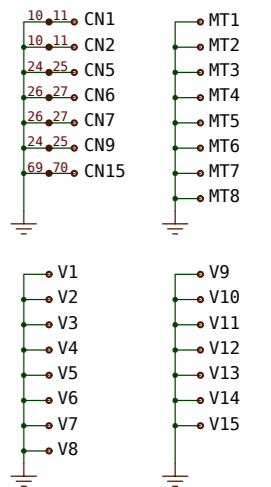 10 11 CN1
10 11 CN2
24 25 CN5
26 27 CN6
26 27 CN7
24 25 CN9
69 70 CN15
MT1
MT2
MT3
MT4
MT5
MT6
MT7
MT8
V1
V2
V3
V4
V5
V6
V7
V8
V9
V10
V11
V12
V13
V14
V15